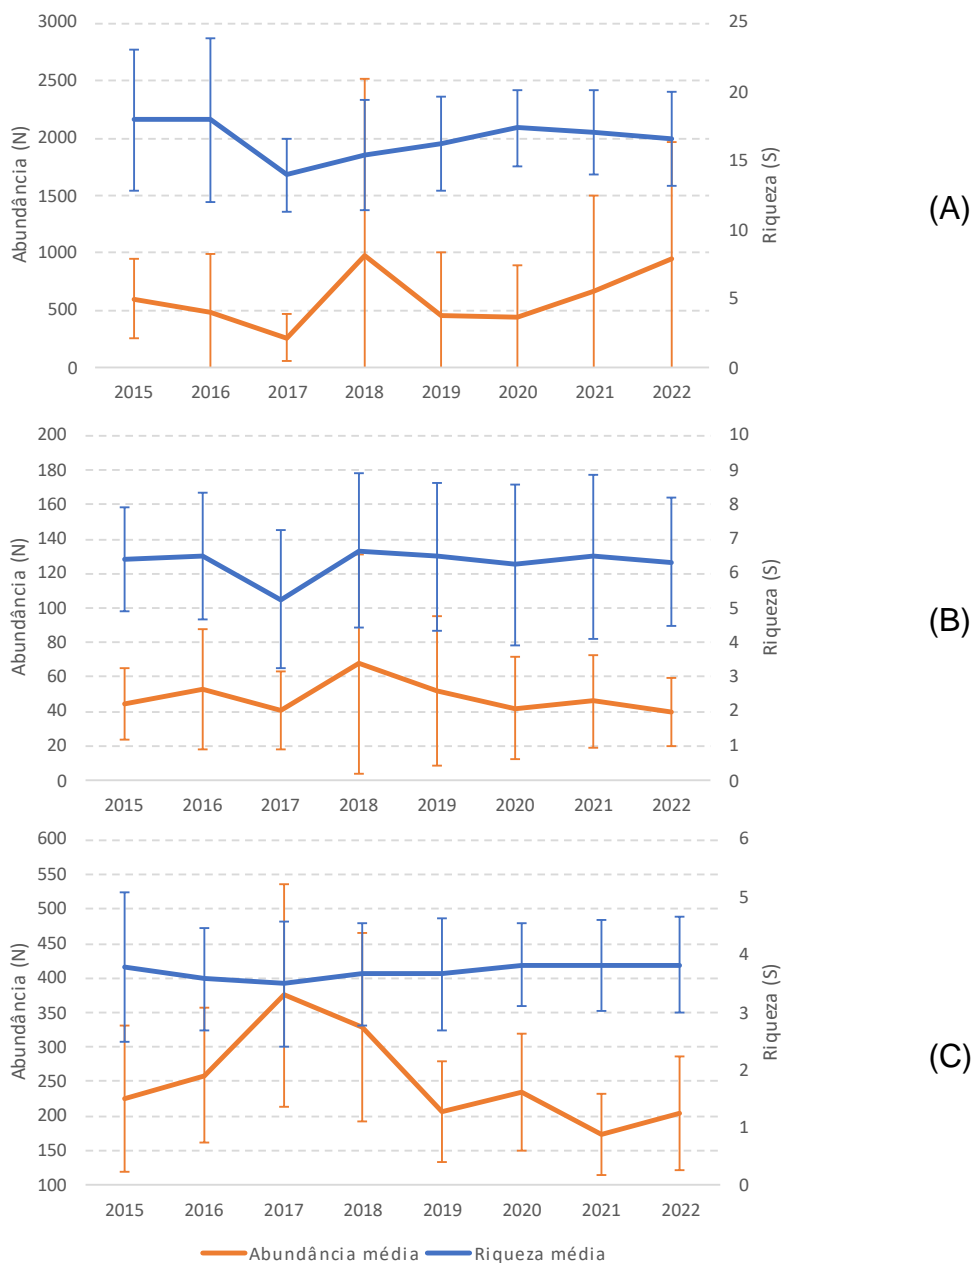 3000 25
2500 20
2000 15
1500 10
1000 5
500
0 0
Abundância (N)
Riqueza (S)
(A)
2015 2016 2017 2018 2019 2020 2021 2022
200 10
180 9
160 8
140 7
120 6
100 5
80 4
60 3
40 2
20 1
0 0
Abundância (N)
Riqueza (S)
(B)
2015 2016 2017 2018 2019 2020 2021 2022
600 6
550
500 5
450
400 4
350
300 3
250
200 2
150 1
100 0
Abundância (N)
Riqueza (S)
(C)
2015 2016 2017 2018 2019 2020 2021 2022
Abundância média Riqueza média